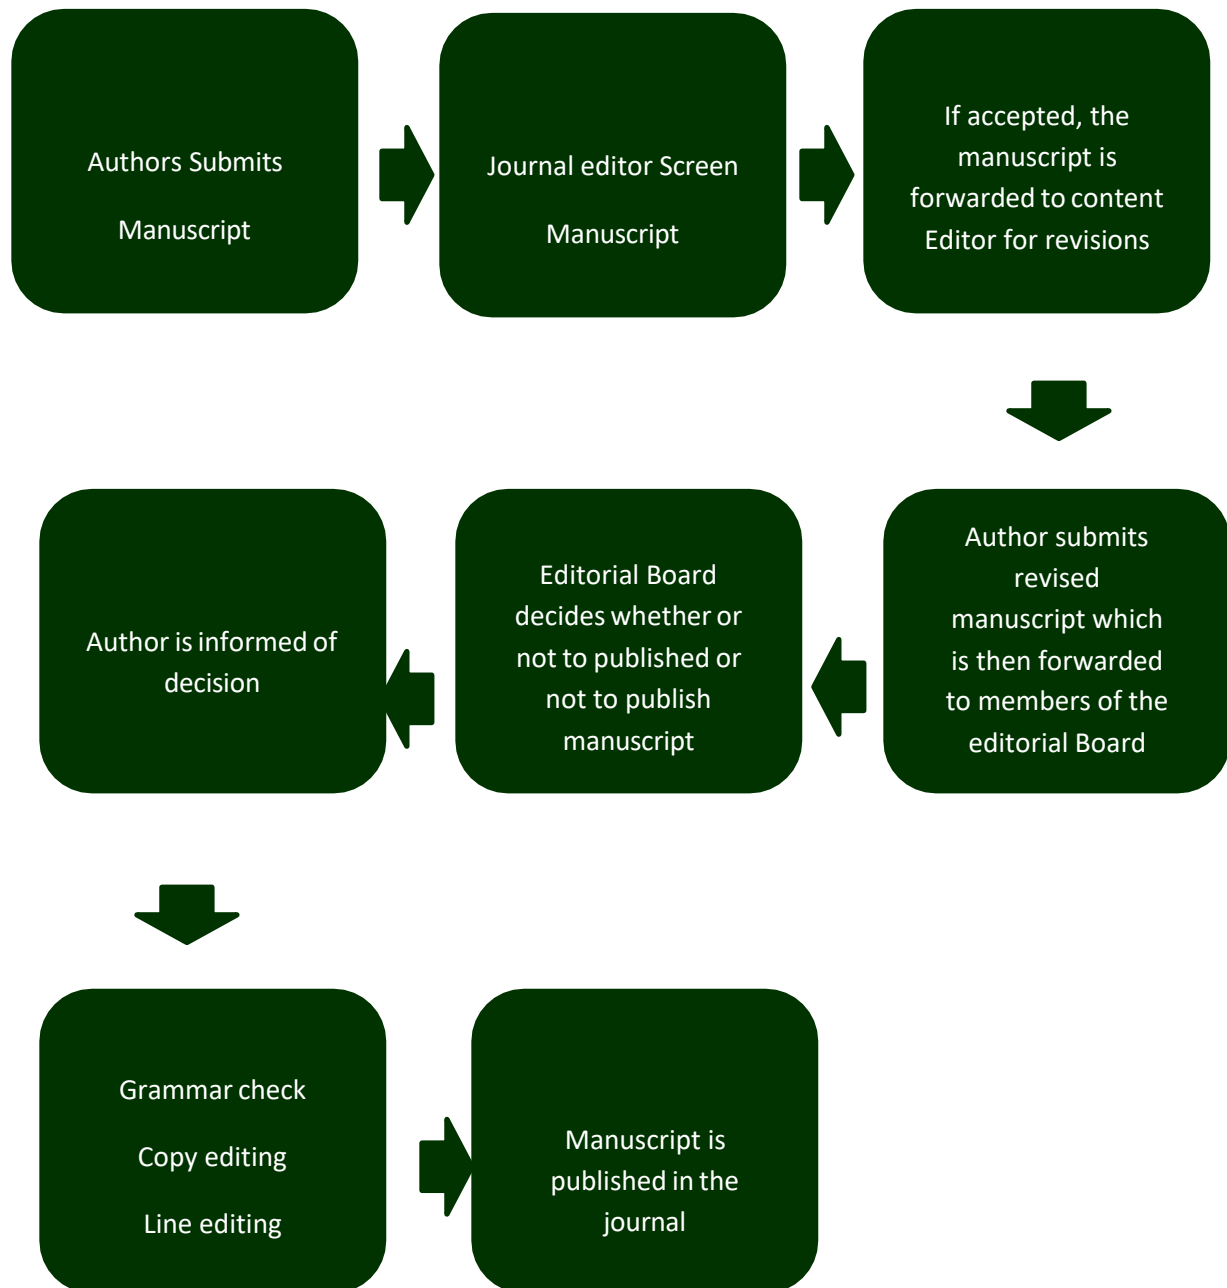 Authors Submits
Manuscript
Journal editor Screen
Manuscript
If accepted, the
manuscript is
forwarded to content
Editor for revisions
Author submits
revised
manuscript which
is then forwarded
to members of the
editorial Board
Editorial Board
decides whether or
not to published or
not to publish
manuscript
Author is informed of
decision
Grammar check
Copy editing
Line editing
Manuscript is
published in the
journal